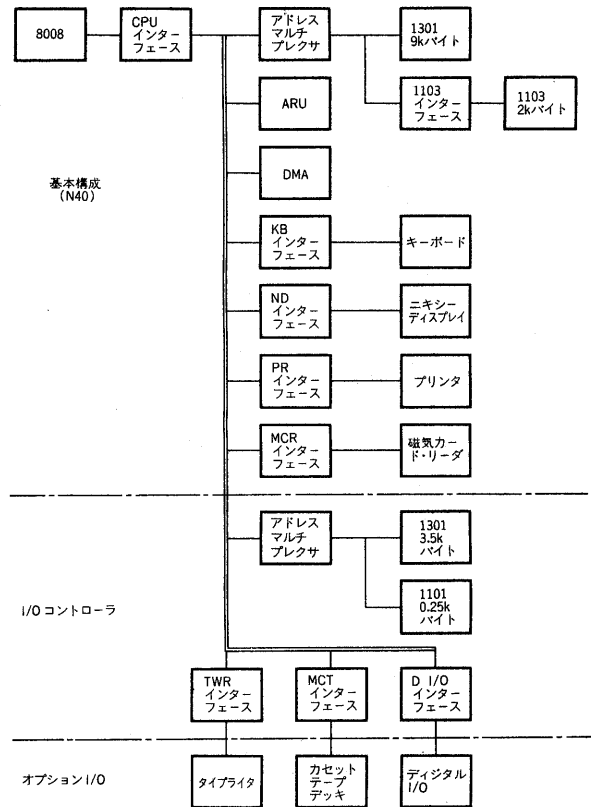 8008
CPU
インター
フェース
アドレス
マルチ
プレクサ
1301
9kバイト
1103
インター
フェース
1103
2kバイト
ARU
DMA
基本構成
(N40)
KB
インター
フェース
キーボード
ND
インター
フェース
ニキシー
ディスプレイ
PR
インター
フェース
プリンタ
MCR
インター
フェース
磁気カー
ド・リーダ
アドレス
マルチ
プレクサ
1301
3.5k
バイト
1101
0.25k
バイト
I/Oコントローラ
TWR
インター
フェース
MCT
インター
フェース
D I/O
インター
フェース
オプションI/O
タイプライタ
カセット
テープ
デッキ
ディジタル
I/O